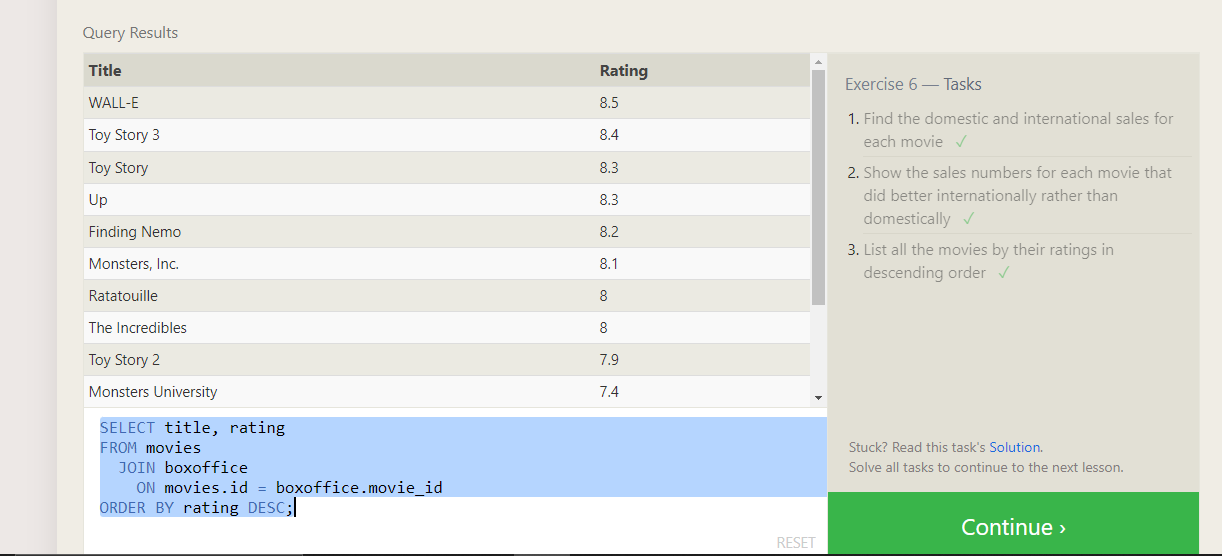 Query Results
Title Rating
WALL-E 8.5
Toy Story 3 8.4
Toy Story 8.3
Up 8.3
Finding Nemo 8.2
Monsters, Inc. 8.1
Ratatouille 8
The Incredibles 8
Toy Story 2 7.9
Monsters University 7.4
SELECT title, rating
FROM movies
  JOIN boxoffice
    ON movies.id = boxoffice.movie_id
ORDER BY rating DESC;
RESET
Exercise 6 — Tasks
1. Find the domestic and international sales for
each movie ✓
2. Show the sales numbers for each movie that
did better internationally rather than
domestically ✓
3. List all the movies by their ratings in
descending order ✓
Stuck? Read this task's Solution.
Solve all tasks to continue to the next lesson.
Continue ›